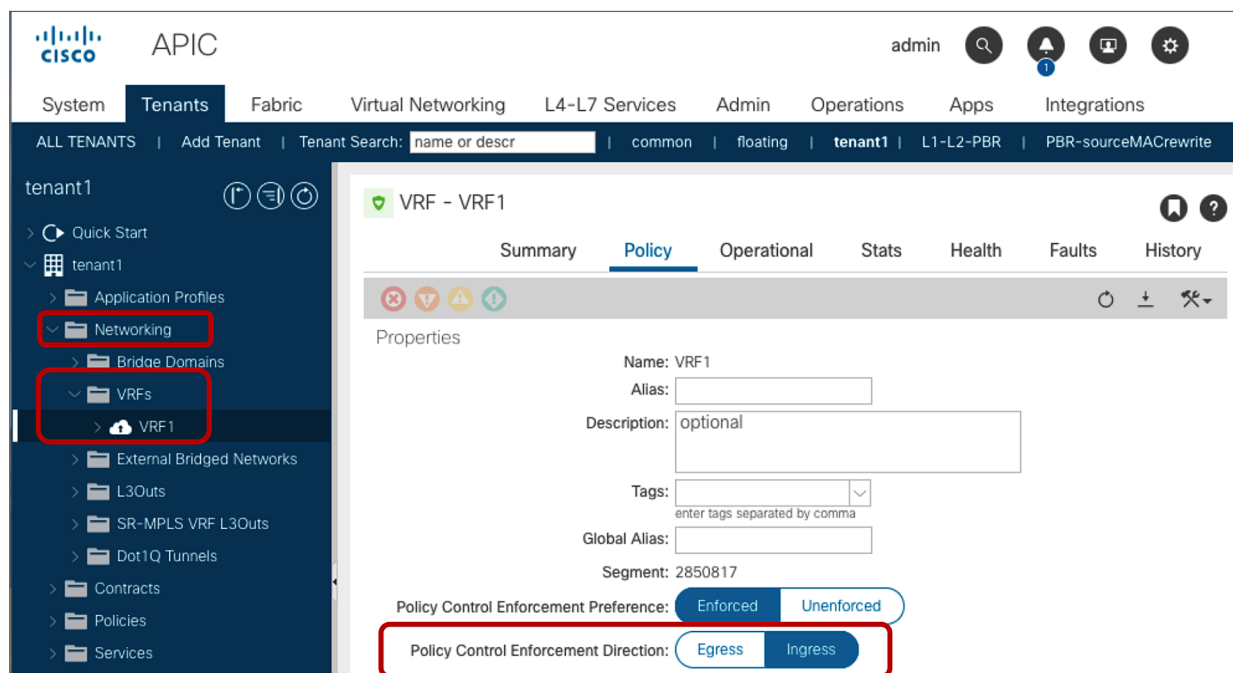 CISCO
APIC
admin
1
System Tenants Fabric Virtual Networking L4-L7 Services Admin Operations Apps Integrations
ALL TENANTS | Add Tenant | Tenant Search: name or descr | common | floating | tenant1 | L1-L2-PBR | PBR-sourceMACrewrite
tenant1
Quick Start
tenant1
Application Profiles
Networking
Bridge Domains
VRFs
VRF1
External Bridged Networks
L3Outs
SR-MPLS VRF L3Outs
Dot1Q Tunnels
Contracts
Policies
Services
VRF - VRF1
?
Summary Policy Operational Stats Health Faults History
Properties
Name: VRF1
Alias:
Description: optional
Tags:
enter tags separated by comma
Global Alias:
Segment: 2850817
Policy Control Enforcement Preference: Enforced Unenforced
Policy Control Enforcement Direction: Egress Ingress